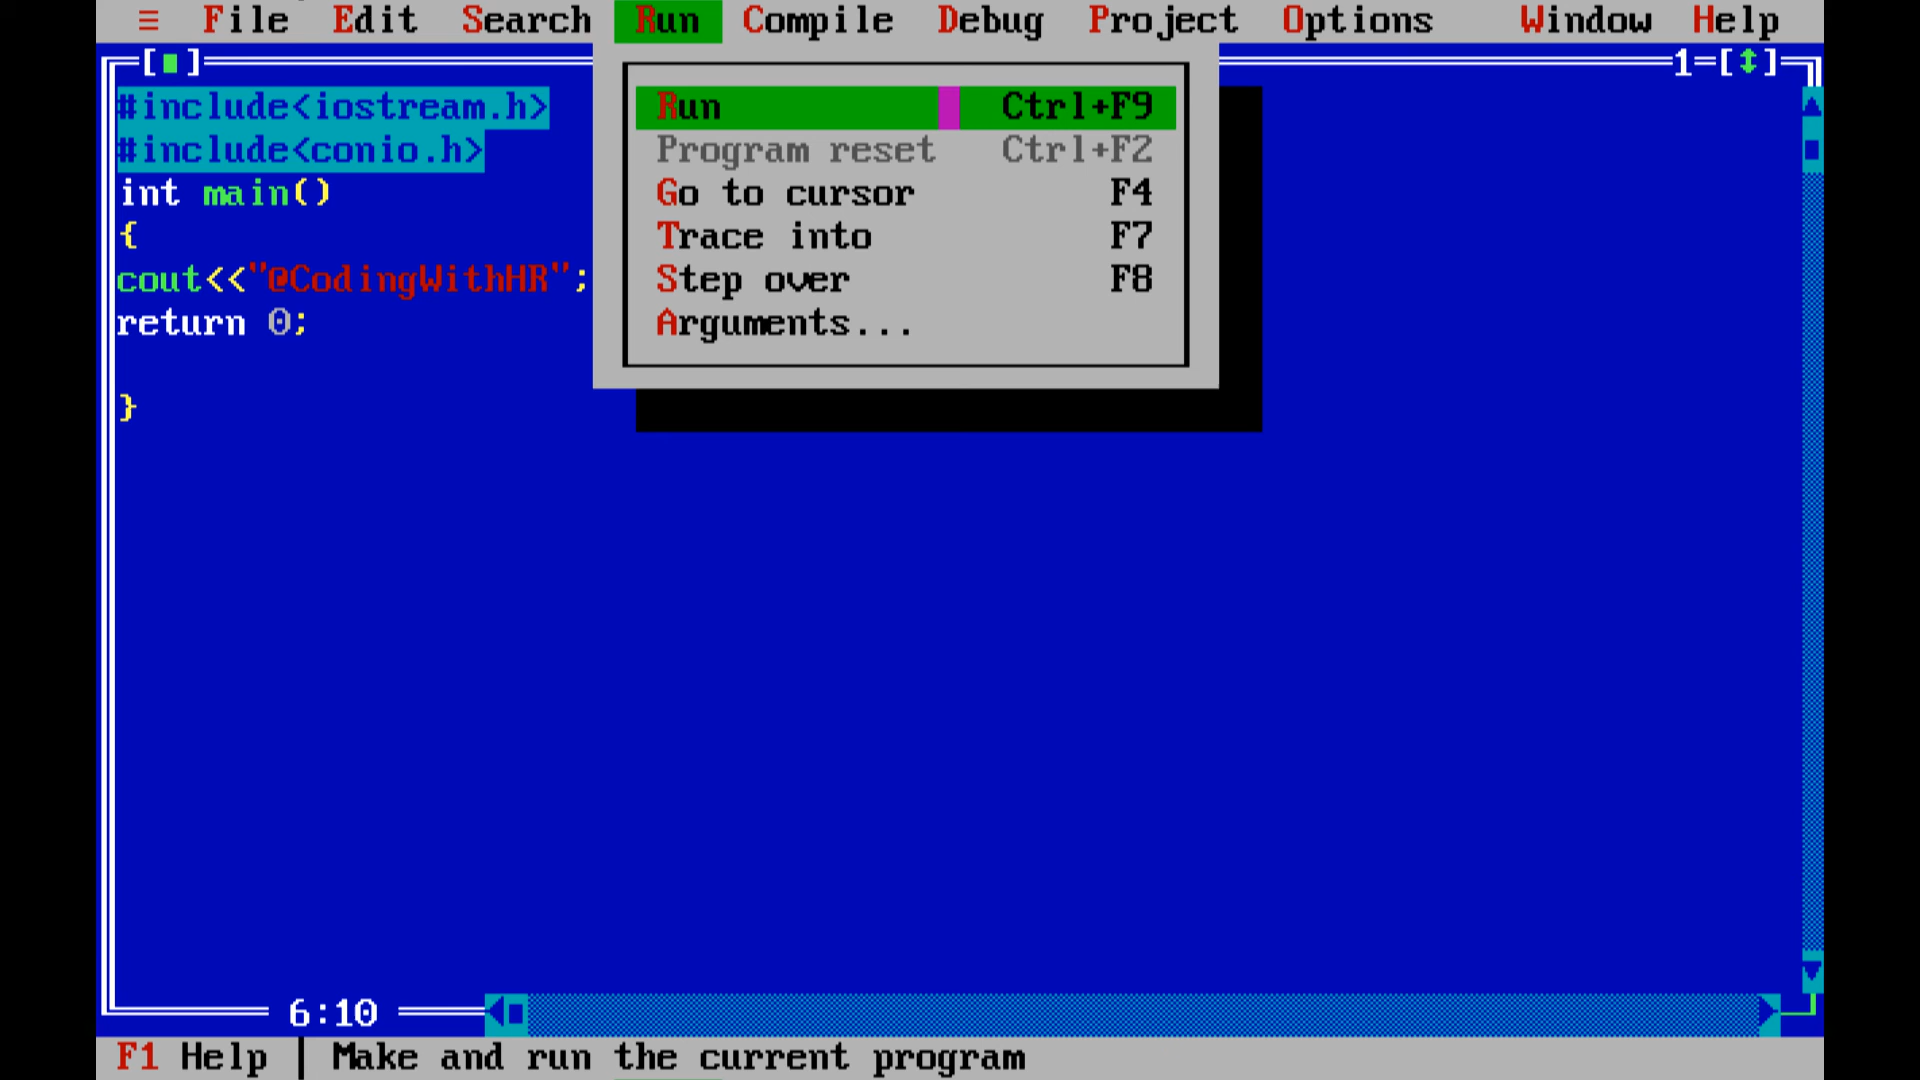 ≡ File Edit Search Run Compile Debug Project Options Window Help
[■] 1=[↕]
#include<iostream.h>
#include<conio.h>
int main()
{
cout<<"@CodingWithHR";
return 0;
}
Run Ctrl+F9
Program reset Ctrl+F2
Go to cursor F4
Trace into F7
Step over F8
Arguments...
6:10
F1 Help | Make and run the current program